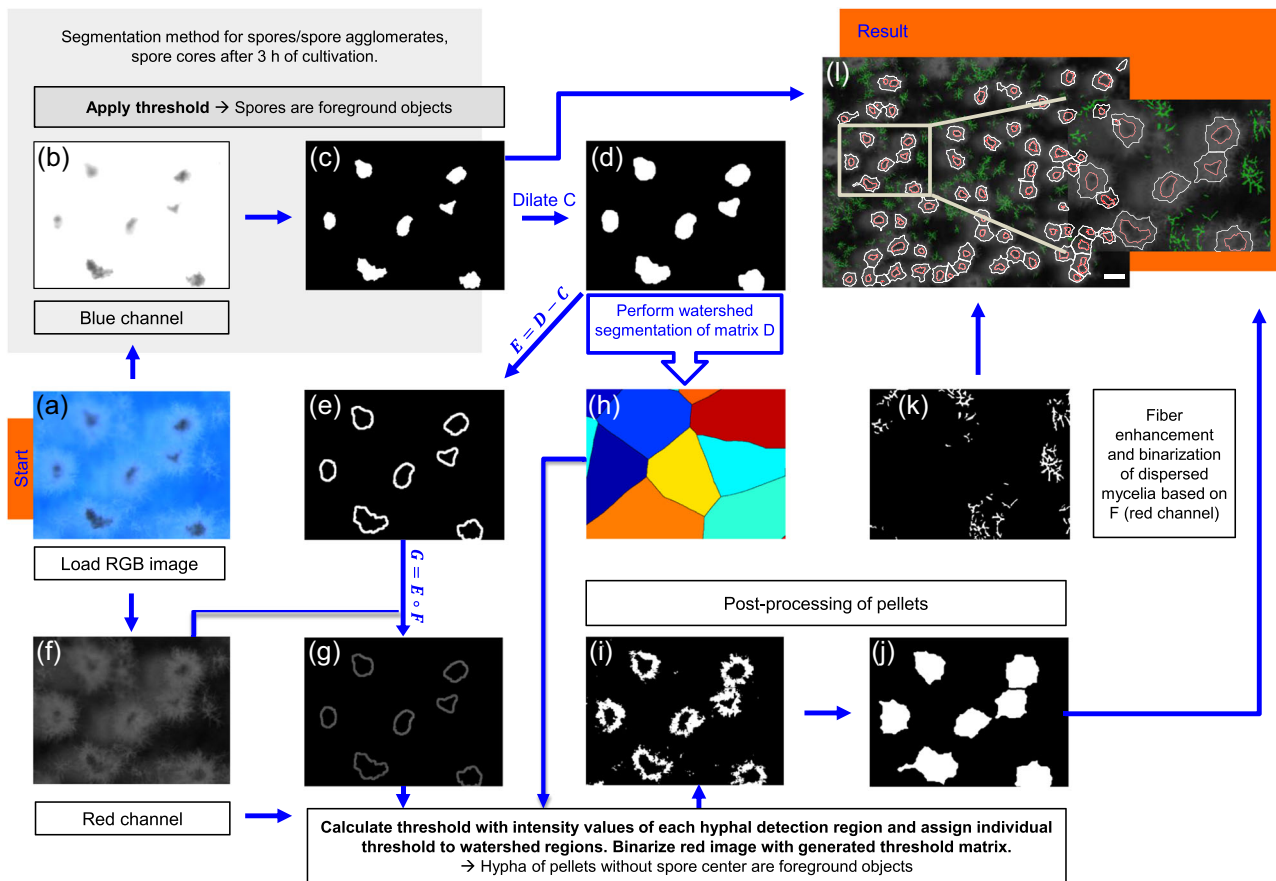 Segmentation method for spores/spore agglomerates,
spore cores after 3 h of cultivation.
Apply threshold → Spores are foreground objects
(b)
(c)
Dilate C
(d)
Blue channel
E = D − C
Perform watershed
segmentation of matrix D
Result
(l)
Start
(a)
Load RGB image
(e)
(h)
(k)
Fiber
enhancement
and binarization
of dispersed
mycelia based on
F (red channel)
G = E ∘ F
Post-processing of pellets
(f)
Red channel
(g)
(i)
(j)
Calculate threshold with intensity values of each hyphal detection region and assign individual
threshold to watershed regions. Binarize red image with generated threshold matrix.
→ Hypha of pellets without spore center are foreground objects